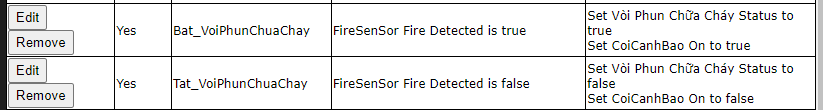 Edit
Remove
Yes
Bat_VoiPhunChuaChay
FireSenSor Fire Detected is true
Set Vòi Phun Chữa Cháy Status to
true
Set CoiCanhBao On to true
Edit
Remove
Yes
Tat_VoiPhunChuaChay
FireSenSor Fire Detected is false
Set Vòi Phun Chữa Cháy Status to
false
Set CoiCanhBao On to false